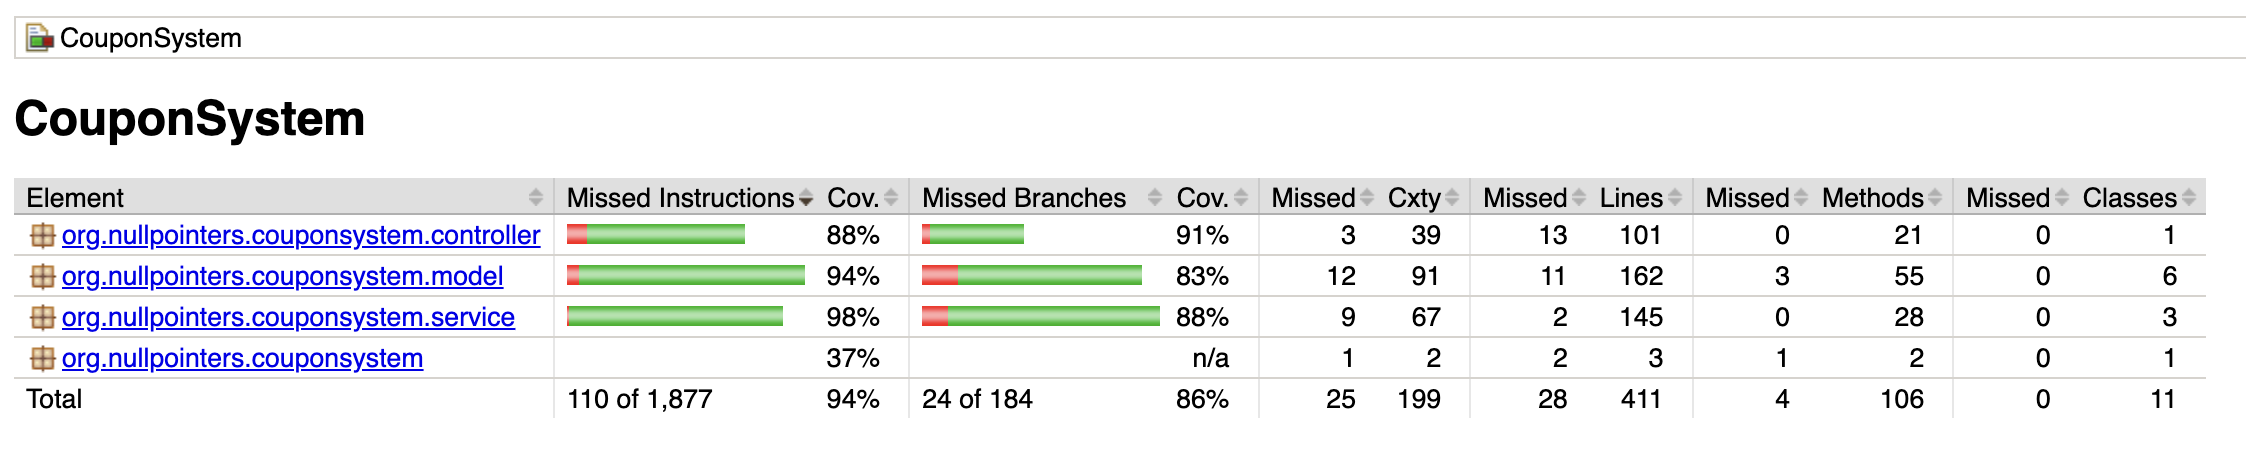 CouponSystem
CouponSystem
Element Missed Instructions Cov. Missed Branches Cov. Missed Cxty Missed Lines Missed Methods Missed Classes
org.nullpointers.couponsystem.controller 88% 91% 3 39 13 101 0 21 0 1
org.nullpointers.couponsystem.model 94% 83% 12 91 11 162 3 55 0 6
org.nullpointers.couponsystem.service 98% 88% 9 67 2 145 0 28 0 3
org.nullpointers.couponsystem 37% n/a 1 2 2 3 1 2 0 1
Total 110 of 1,877 94% 24 of 184 86% 25 199 28 411 4 106 0 11